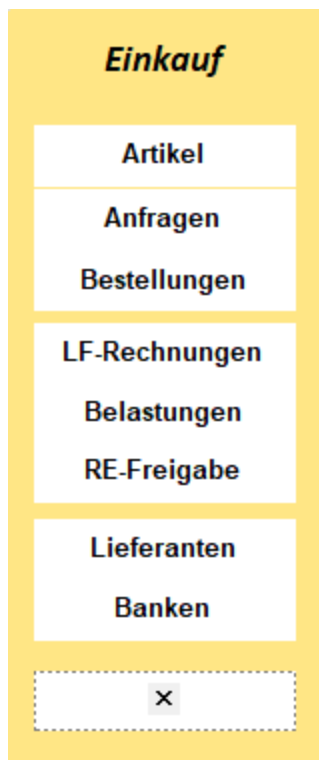 Einkauf
Artikel
Anfragen
Bestellungen
LF-Rechnungen
Belastungen
RE-Freigabe
Lieferanten
Banken